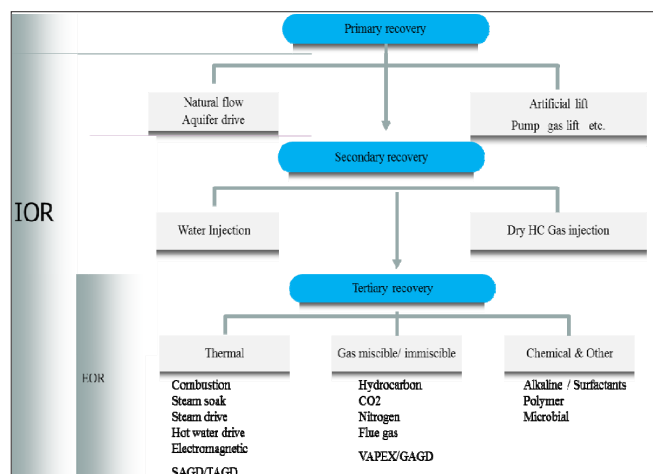 Primary recovery
Natural flow
Aquifer drive
Artificial lift
Pump gas lift etc.
Secondary recovery
IOR
Water Injection
Dry HC Gas injection
Tertiary recovery
EOR
Thermal
Gas miscible/ immiscible
Chemical & Other
Combustion
Steam soak
Steam drive
Hot water drive
Electromagnetic
SAGD/TAGD
Hydrocarbon
CO2
Nitrogen
Flue gas
VAPEX/GAGD
Alkaline / Surfactants
Polymer
Microbial